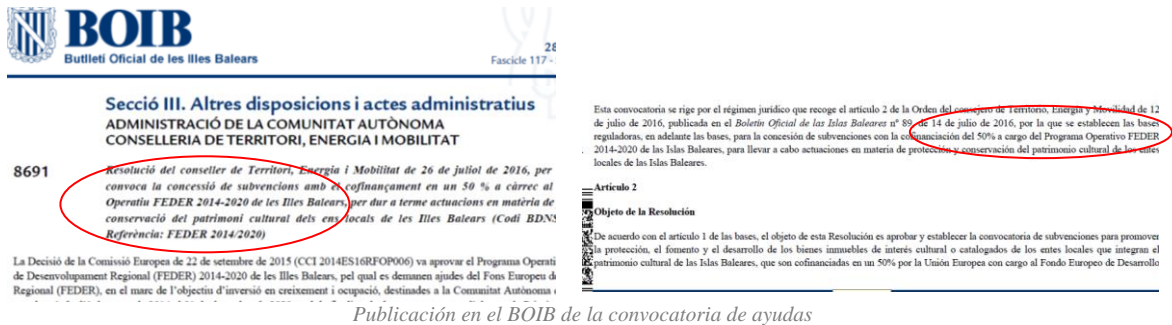 BOIB
Butlletí Oficial de les Illes Balears
28
Fascicle 117 -
Secció III. Altres disposicions i actes administratius
ADMINISTRACIÓ DE LA COMUNITAT AUTÒNOMA
CONSELLERIA DE TERRITORI, ENERGIA I MOBILITAT
8691
Resolució del conseller de Territori, Energia i Mobilitat de 26 de juliol de 2016, per
convoca la concessió de subvencions amb el cofinançament en un 50 % a càrrec al
Operatiu FEDER 2014-2020 de les Illes Balears, per dur a terme actuacions en matèria de
conservació del patrimoni cultural dels ens locals de les Illes Balears (Codi BDNS
Referència: FEDER 2014/2020)
La Decisió de la Comissió Europea de 22 de setembre de 2015 (CCI 2014ES16RFOP006) va aprovar el Programa Operati
de Desenvolupament Regional (FEDER) 2014-2020 de les Illes Balears, pel qual es demanen ajudes del Fons Europeu d
Regional (FEDER), en el marc de l'objectiu d'inversió en creixement i ocupació, destinades a la Comunitat Autònoma
Esta convocatoria se rige por el régimen jurídico que recoge el artículo 2 de la Orden del consejero de Territorio, Energía y Movilidad de 12
de julio de 2016, publicada en el Boletín Oficial de las Islas Baleares nº 89, de 14 de julio de 2016, por la que se establecen las bases
reguladoras, en adelante las bases, para la concesión de subvenciones con la cofinanciación del 50% a cargo del Programa Operativo FEDER
2014-2020 de las Islas Baleares, para llevar a cabo actuaciones en materia de protección y conservación del patrimonio cultural de los entes
locales de las Islas Baleares.
Artículo 2
Objeto de la Resolución
De acuerdo con el artículo 1 de las bases, el objeto de esta Resolución es aprobar y establecer la convocatoria de subvenciones para promover
la protección, el fomento y el desarrollo de los bienes inmuebles de interés cultural o catalogados de los entes locales que integran el
patrimonio cultural de las Islas Baleares, que son cofinanciadas en un 50% por la Unión Europea con cargo al Fondo Europeo de Desarrollo
Publicación en el BOIB de la convocatoria de ayudas